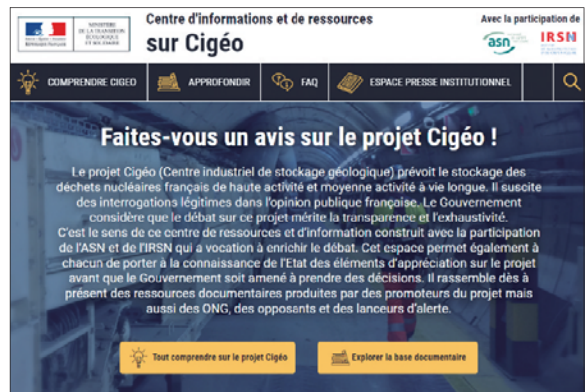 MINISTÈRE
DE LA TRANSITION
ÉCOLOGIQUE
ET SOLIDAIRE
Centre d'informations et de ressources
sur Cigéo
Avec la participation de
asn
IRSN
COMPRENDRE CIGEO
APPROFONDIR
FAQ
ESPACE PRESSE INSTITUTIONNEL
Faites-vous un avis sur le projet Cigéo !
Le projet Cigéo (Centre industriel de stockage géologique) prévoit le stockage des
déchets nucléaires français de haute activité et moyenne activité à vie longue. Il suscite
des interrogations légitimes dans l'opinion publique française. Le Gouvernement
considère que le débat sur ce projet mérite la transparence et l'exhaustivité.
C'est le sens de ce centre de ressources et d'information construit avec la participation
de l'ASN et de l'IRSN qui a vocation à enrichir le débat. Cet espace permet également à
chacun de porter à la connaissance de l'Etat des éléments d'appréciation sur le projet
avant que le Gouvernement soit amené à prendre des décisions. Il rassemble dès à
présent des ressources documentaires produites par des promoteurs du projet mais
aussi des ONG, des opposants et des lanceurs d'alerte.
Tout comprendre sur le projet Cigéo
Explorer la base documentaire